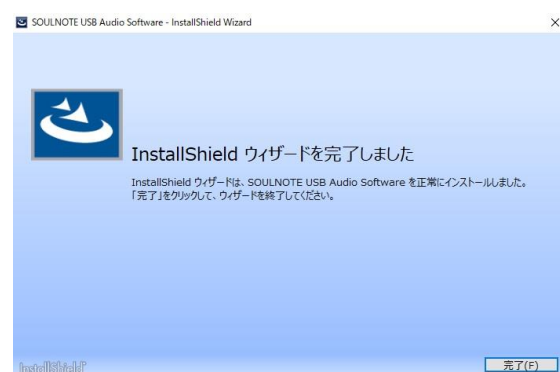 SOULNOTE USB Audio Software - InstallShield Wizard
InstallShield ウィザードを完了しました
InstallShield ウィザードは、SOULNOTE USB Audio Software を正常にインストールしました。
「完了」をクリックして、ウィザードを終了してください。
InstallShield
完了(F)